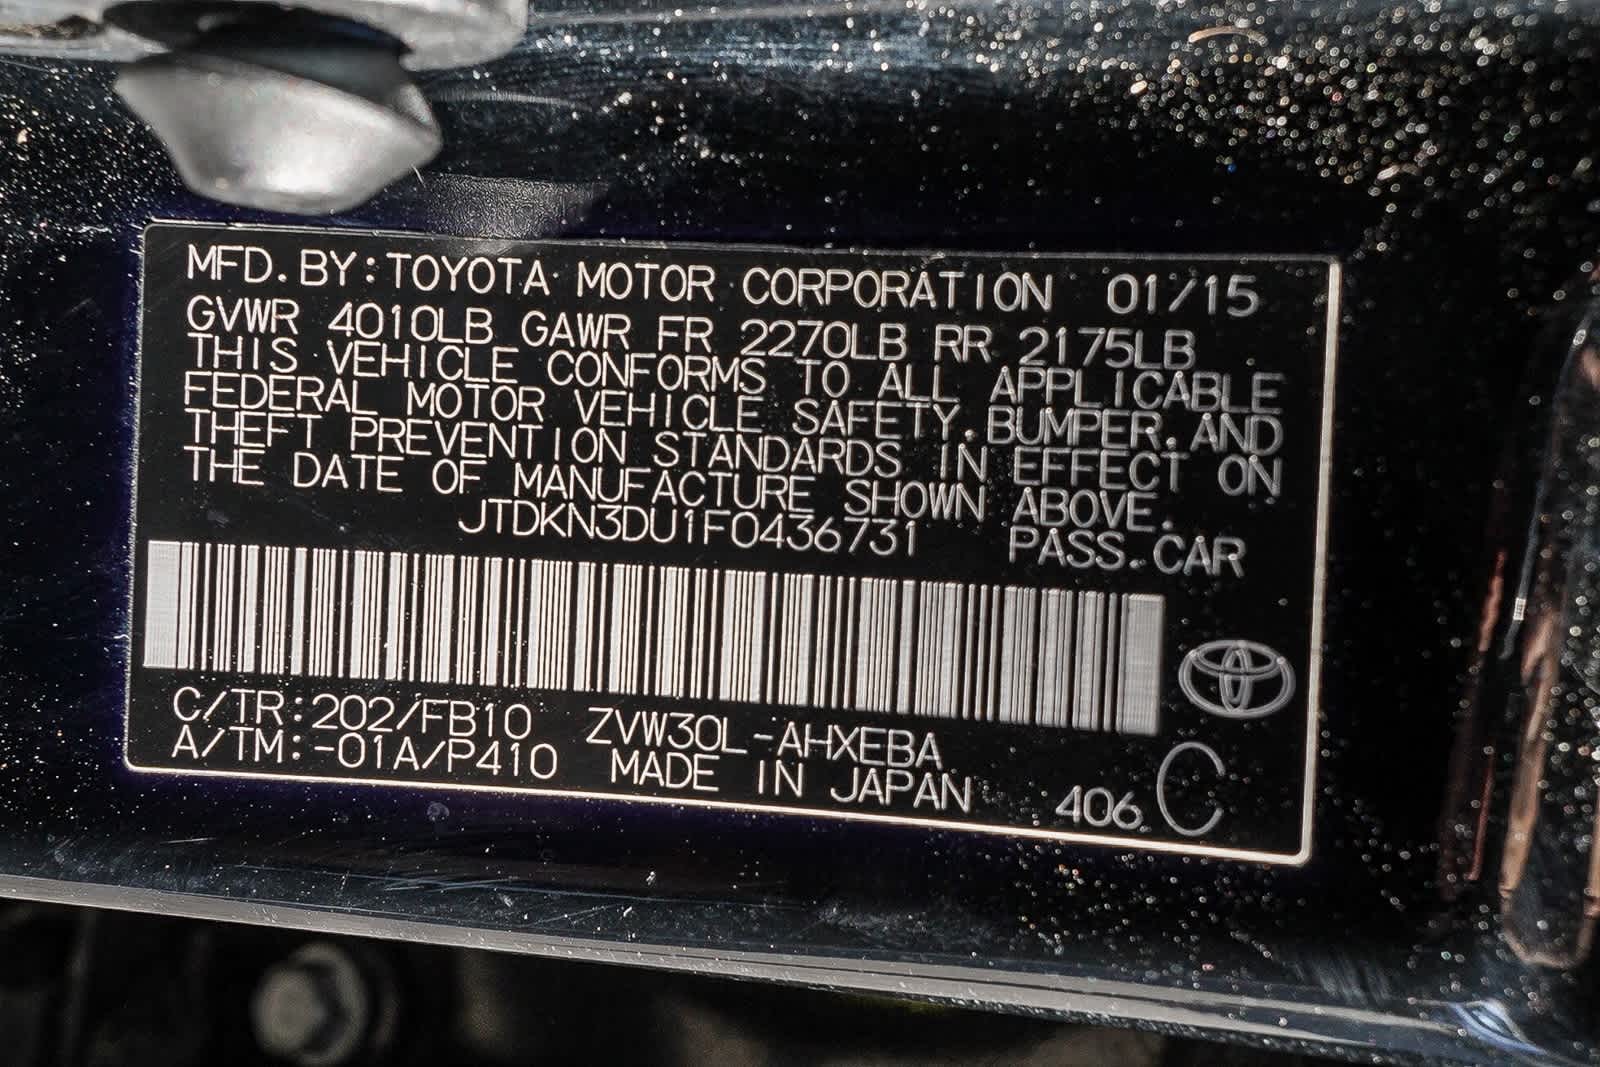 MFD. BY:TOYOTA MOTOR CORPORATION 01/15
GVWR 4010LB GAWR FR 2270LB RR 2175LB
THIS VEHICLE CONFORMS TO ALL APPLICABLE
FEDERAL MOTOR VEHICLE SAFETY,BUMPER,AND
THEFT PREVENTION STANDARDS IN EFFECT ON
THE DATE OF MANUFACTURE SHOWN ABOVE.
JTDKN3DU1F0436731 PASS.CAR
C/TR:202/FB10 ZVW30L-AHXEBA
A/TM:-01A/P410 MADE IN JAPAN 406 C